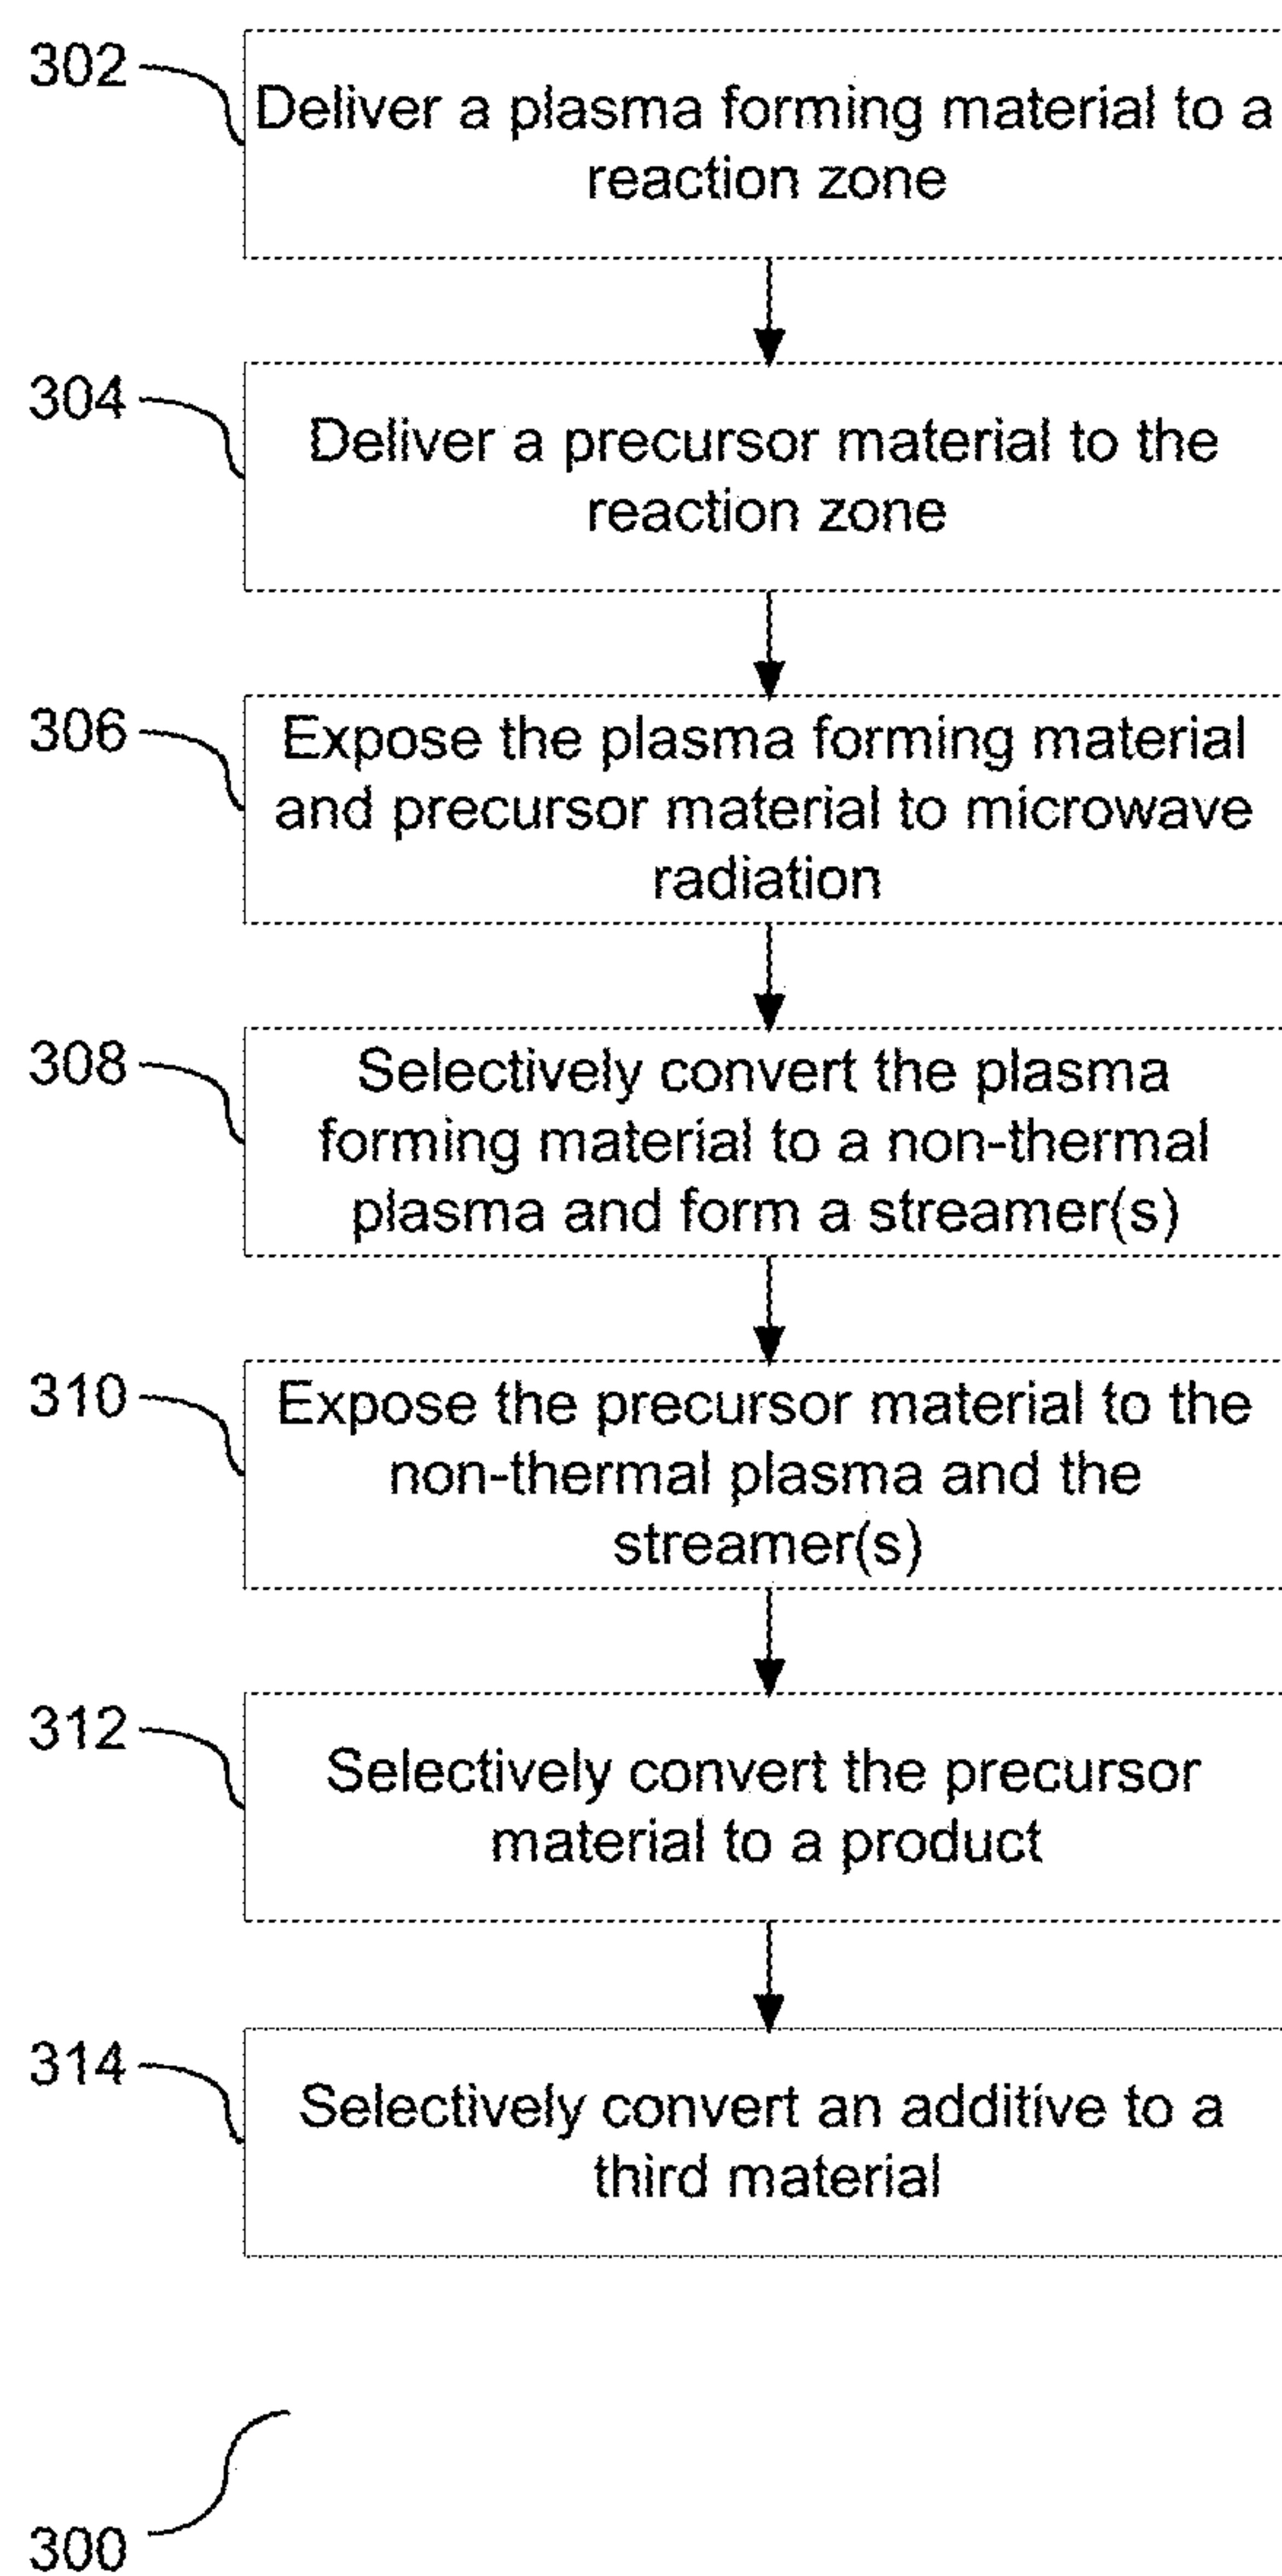 302
Deliver a plasma forming material to a
reaction zone
304
Deliver a precursor material to the
reaction zone
306
Expose the plasma forming material
and precursor material to microwave
radiation
308
Selectively convert the plasma
forming material to a non-thermal
plasma and form a streamer(s)
310
Expose the precursor material to the
non-thermal plasma and the
streamer(s)
312
Selectively convert the precursor
material to a product
314
Selectively convert an additive to a
third material
300